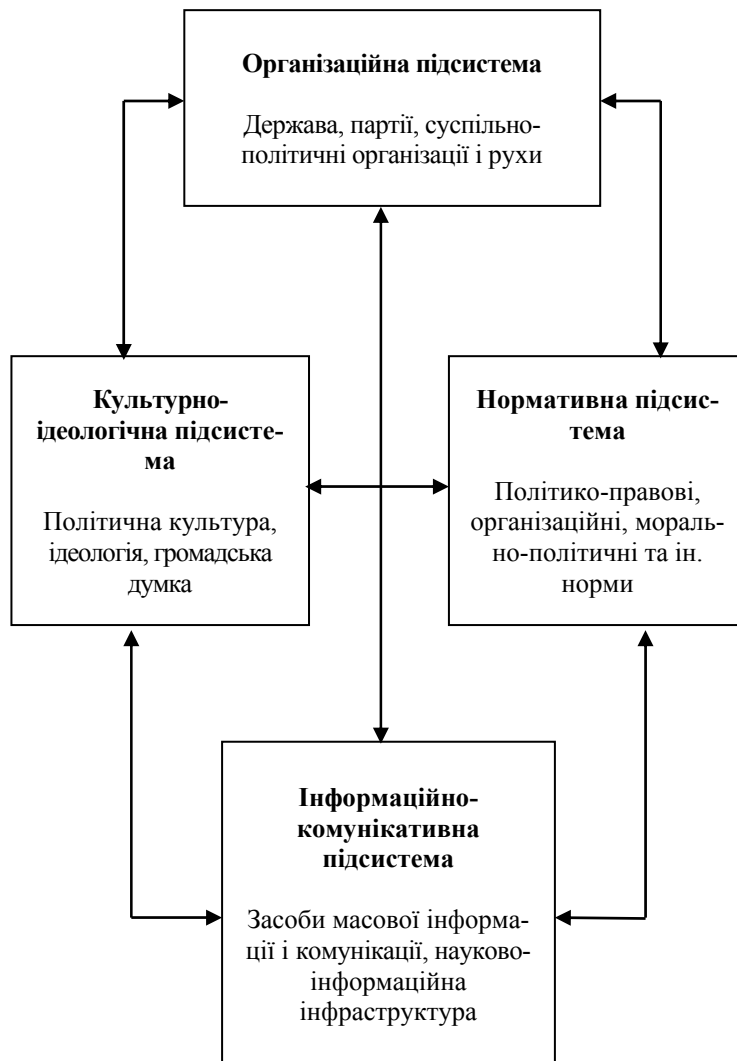 Організаційна підсистема
Держава, партії, суспільно-
політичні організації і рухи
Культурно-
ідеологічна підсисте-
ма
Політична культура,
ідеологія, громадська
думка
Нормативна підсис-
тема
Політико-правові,
організаційні, мораль-
но-політичні та ін.
норми
Інформаційно-
комунікативна
підсистема
Засоби масової інформа-
ції і комунікації, науково-
інформаційна
інфраструктура